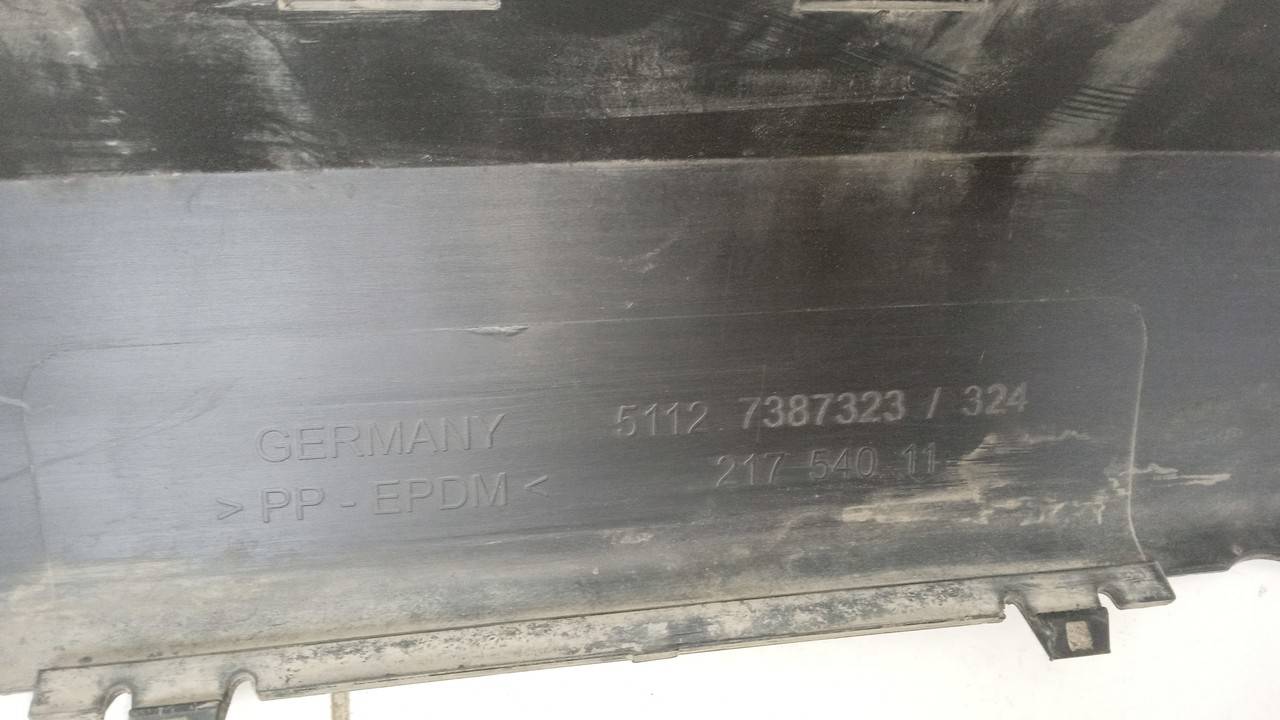 GERMANY
> PP - EPDM <
5112 7387323 / 324
217 540 11